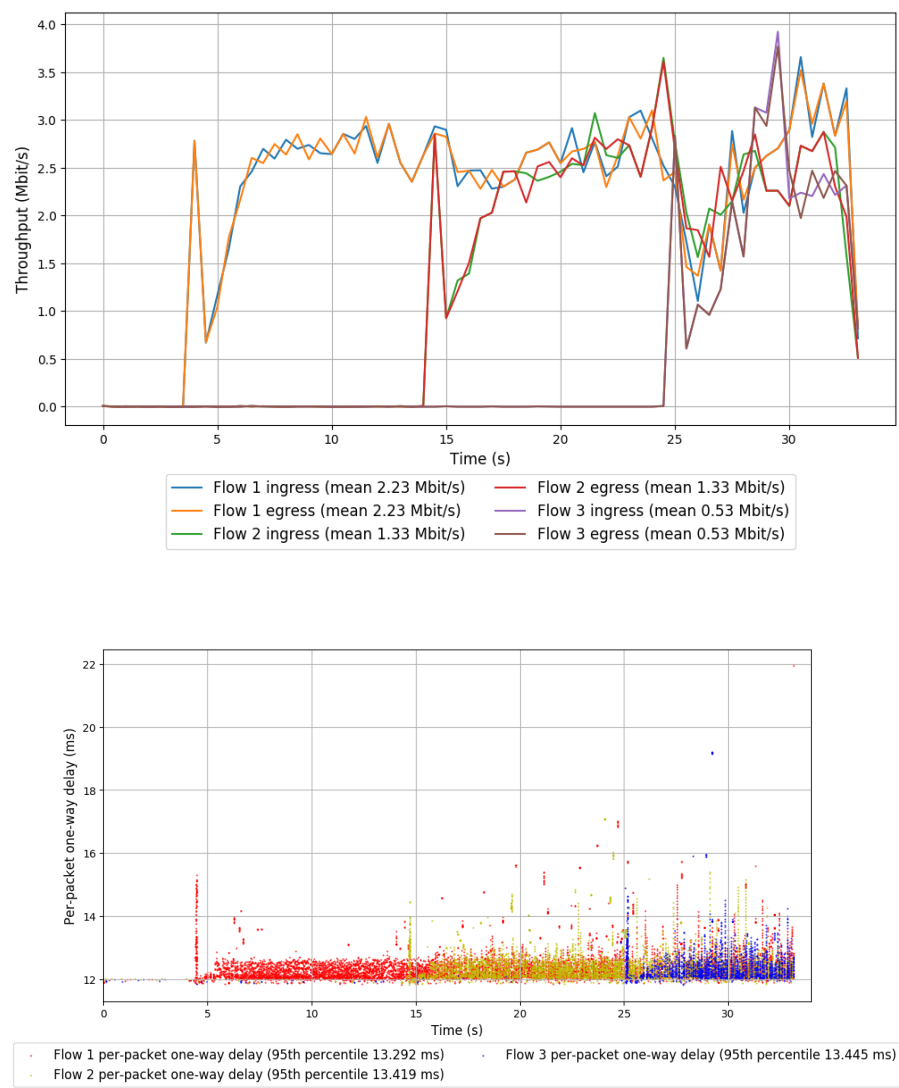 4.0
3.5
3.0
2.5
2.0
1.5
1.0
0.5
0.0
Throughput (Mbit/s)
0 5 10 15 20 25 30
Time (s)
Flow 1 ingress (mean 2.23 Mbit/s)
Flow 1 egress (mean 2.23 Mbit/s)
Flow 2 ingress (mean 1.33 Mbit/s)
Flow 2 egress (mean 1.33 Mbit/s)
Flow 3 ingress (mean 0.53 Mbit/s)
Flow 3 egress (mean 0.53 Mbit/s)
22
20
18
16
14
12
Per-packet one-way delay (ms)
0 5 10 15 20 25 30
Time (s)
Flow 1 per-packet one-way delay (95th percentile 13.292 ms)
Flow 2 per-packet one-way delay (95th percentile 13.419 ms)
Flow 3 per-packet one-way delay (95th percentile 13.445 ms)